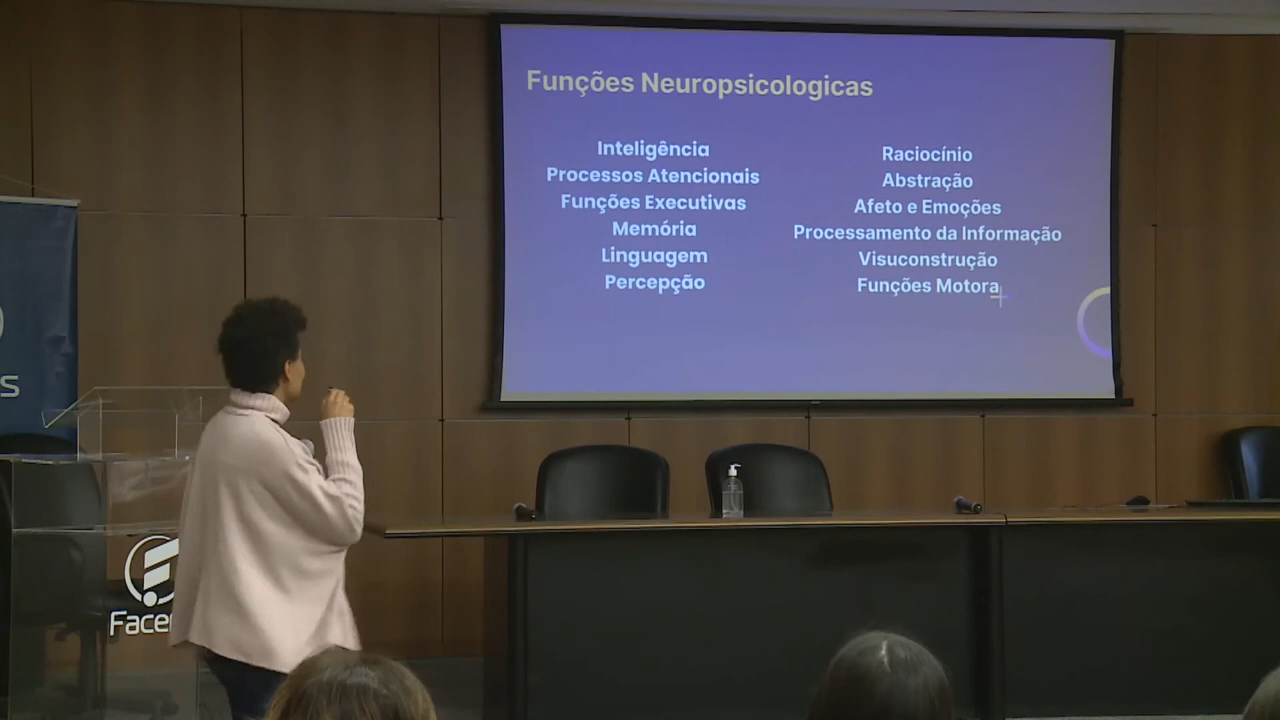 Funções Neuropsicologicas
Inteligência
Processos Atencionais
Funções Executivas
Memória
Linguagem
Percepção
Raciocínio
Abstração
Afeto e Emoções
Processamento da Informação
Visuconstrução
Funções Motora